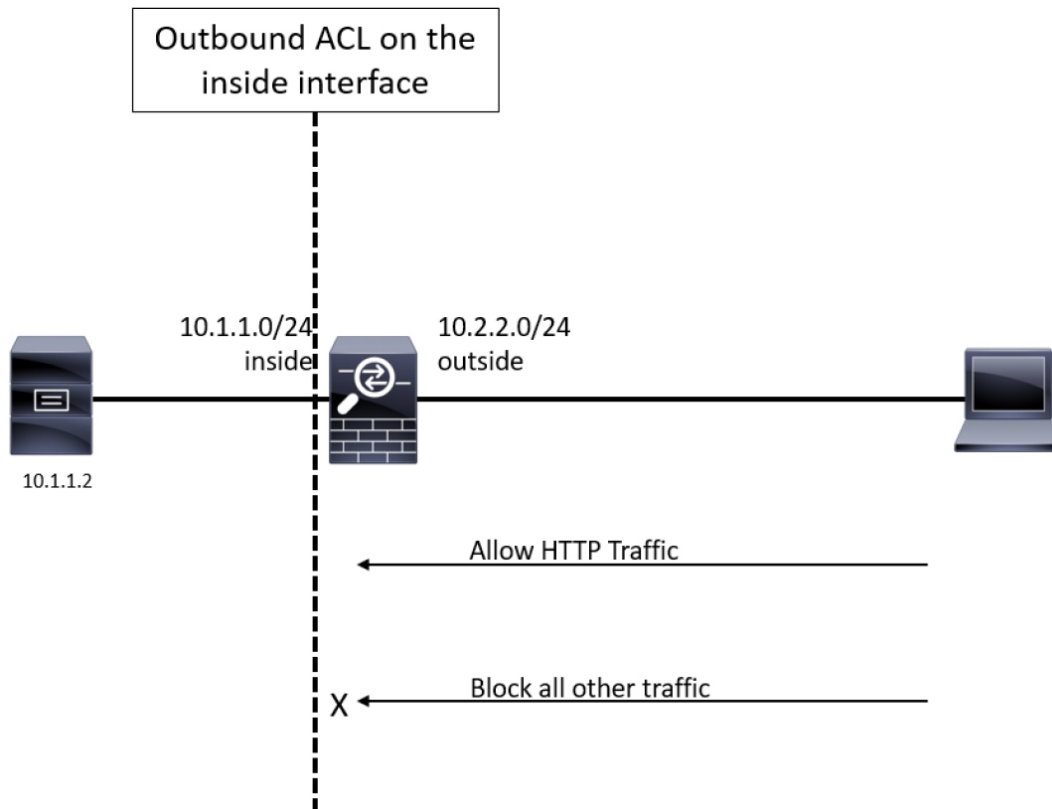 Outbound ACL on the
inside interface
10.1.1.0/24
inside
10.2.2.0/24
outside
10.1.1.2
Allow HTTP Traffic
X
Block all other traffic